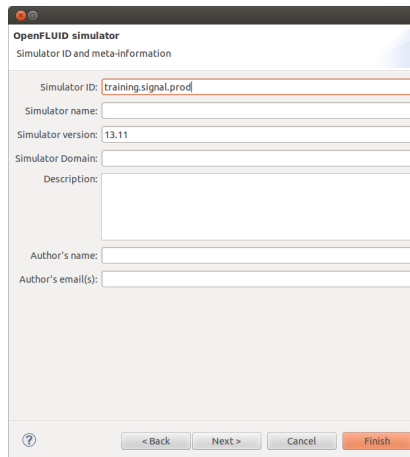 OpenFLUID simulator
Simulator ID and meta-information
Simulator ID: training.signal.prod
Simulator name:
Simulator version: 13.11
Simulator Domain:
Description:
Author's name:
Author's email(s):
? < Back Next > Cancel Finish